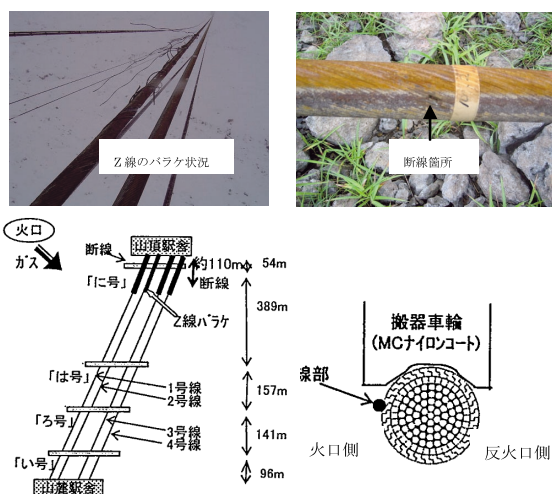 Z線のバラケ状況
断線箇所
火口
ガス
山頂駅舎
断線
約110m
54m
断線
「に号」
389m
Z線バラケ
「は号」
1号線
2号線
157m
「ろ号」
3号線
4号線
141m
「い号」
96m
山麓駅舎
搬器車輪
(MCナイロンコート)
線部
火口側
反火口側